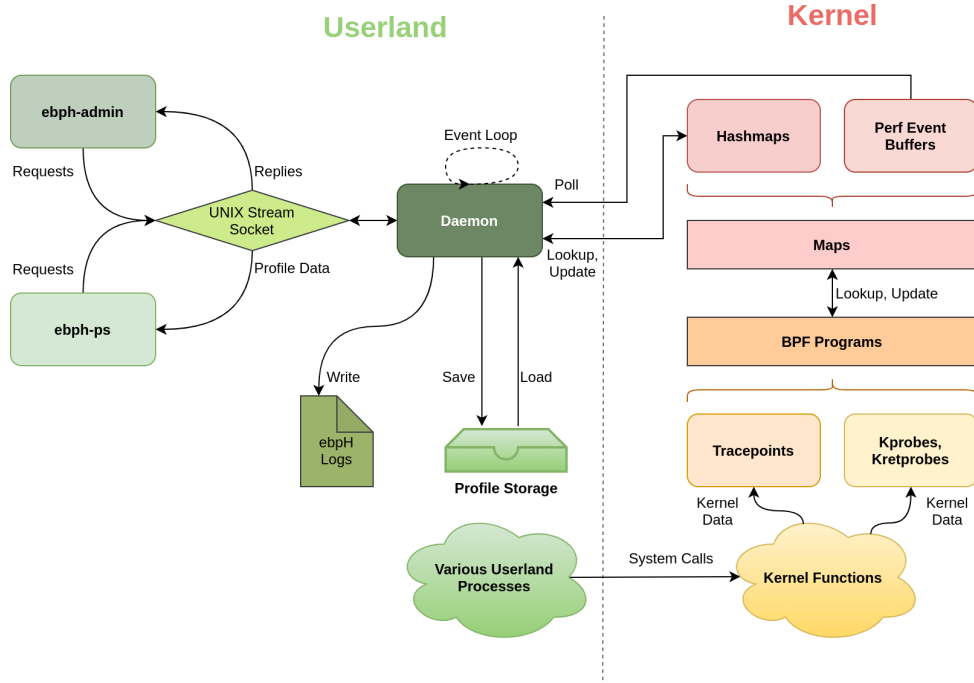 Userland
Kernel
ebph-admin
Requests
Replies
UNIX Stream
Socket
Requests
Profile Data
ebph-ps
Event Loop
Daemon
Poll
Lookup,
Update
Write
Save
Load
ebpH
Logs
Profile Storage
Various Userland
Processes
System Calls
Hashmaps
Perf Event
Buffers
Maps
Lookup, Update
BPF Programs
Tracepoints
Kprobes,
Kretprobes
Kernel
Data
Kernel
Data
Kernel Functions